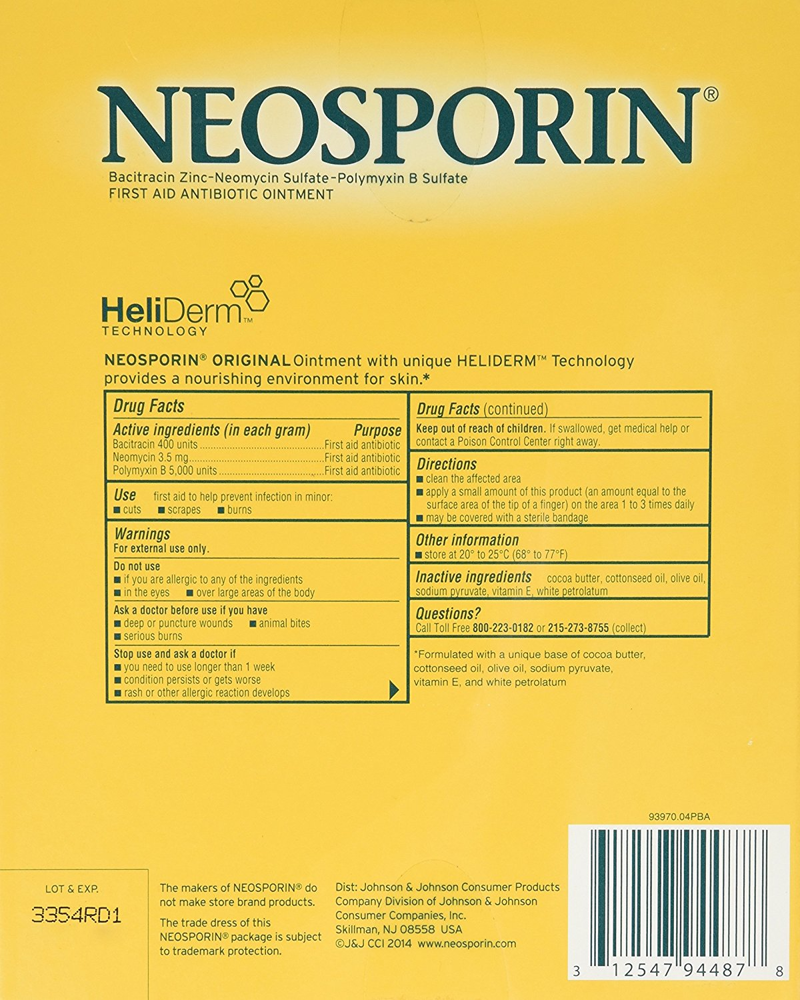 NEOSPORIN®
Bacitracin Zinc-Neomycin Sulfate-Polymyxin B Sulfate
FIRST AID ANTIBIOTIC OINTMENT
HeliDerm™
TECHNOLOGY
NEOSPORIN® ORIGINAL Ointment with unique HELIDERM™ Technology
provides a nourishing environment for skin.*
Drug Facts
Active ingredients (in each gram) Purpose
Bacitracin 400 units ............................................. First aid antibiotic
Neomycin 3.5 mg ................................................. First aid antibiotic
Polymyxin B 5,000 units ...................................... First aid antibiotic
Use first aid to help prevent infection in minor:
■ cuts ■ scrapes ■ burns
Warnings
For external use only.
Do not use
■ if you are allergic to any of the ingredients
■ in the eyes ■ over large areas of the body
Ask a doctor before use if you have
■ deep or puncture wounds ■ animal bites
■ serious burns
Stop use and ask a doctor if
■ you need to use longer than 1 week
■ condition persists or gets worse
■ rash or other allergic reaction develops
Drug Facts (continued)
Keep out of reach of children. If swallowed, get medical help or
contact a Poison Control Center right away.
Directions
■ clean the affected area
■ apply a small amount of this product (an amount equal to the
surface area of the tip of a finger) on the area 1 to 3 times daily
■ may be covered with a sterile bandage
Other information
■ store at 20° to 25°C (68° to 77°F)
Inactive ingredients cocoa butter, cottonseed oil, olive oil,
sodium pyruvate, vitamin E, white petrolatum
Questions?
Call Toll Free 800-223-0182 or 215-273-8755 (collect)
*Formulated with a unique base of cocoa butter,
cottonseed oil, olive oil, sodium pyruvate,
vitamin E, and white petrolatum
93970.04PBA
LOT & EXP.
3354RD1
The makers of NEOSPORIN® do
not make store brand products.
The trade dress of this
NEOSPORIN® package is subject
to trademark protection.
Dist: Johnson & Johnson Consumer Products
Company Division of Johnson & Johnson
Consumer Companies, Inc.
Skillman, NJ 08558 USA
©J&J CCI 2014 www.neosporin.com
3 12547 94487 8